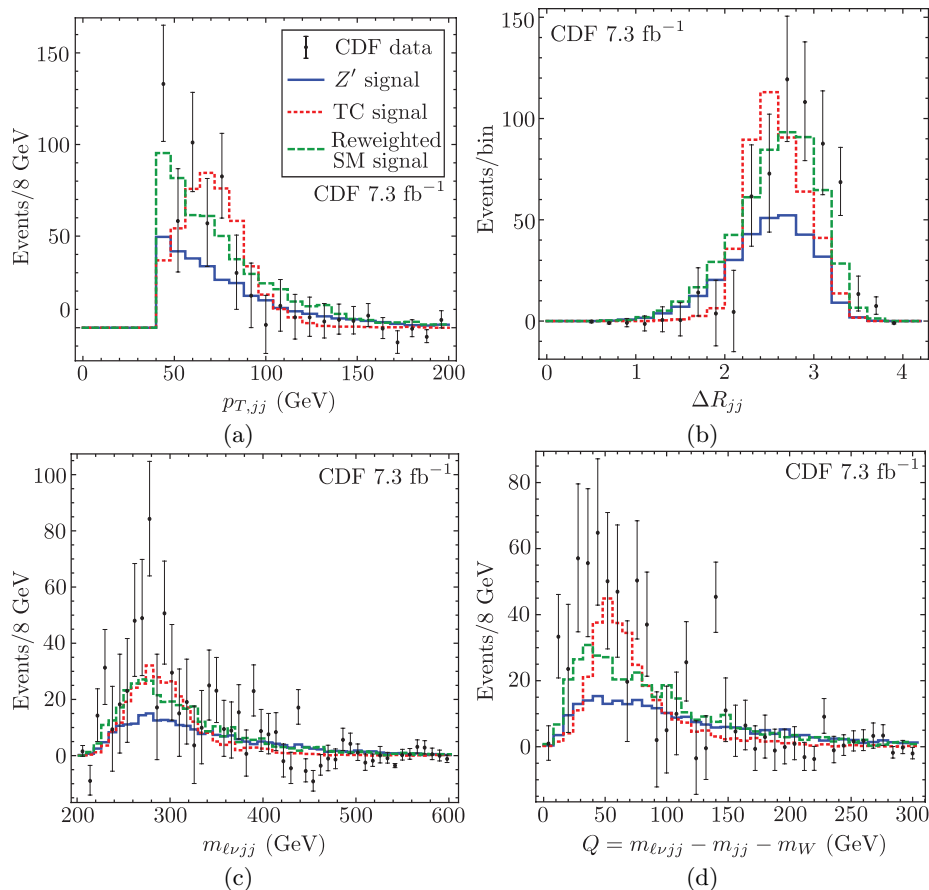 CDF data
Z′ signal
TC signal
Reweighted
SM signal
CDF 7.3 fb⁻¹
Events/8 GeV
150
100
50
0
0
50
100
150
200
p_{T,jj} (GeV)
(a)
CDF 7.3 fb⁻¹
Events/bin
150
100
50
0
0
1
2
3
4
ΔR_{jj}
(b)
CDF 7.3 fb⁻¹
Events/8 GeV
100
80
60
40
20
0
200
300
400
500
600
m_{ℓνjj} (GeV)
(c)
CDF 7.3 fb⁻¹
Events/8 GeV
80
60
40
20
0
0
50
100
150
200
250
300
Q = m_{ℓνjj} − m_{jj} − m_W (GeV)
(d)